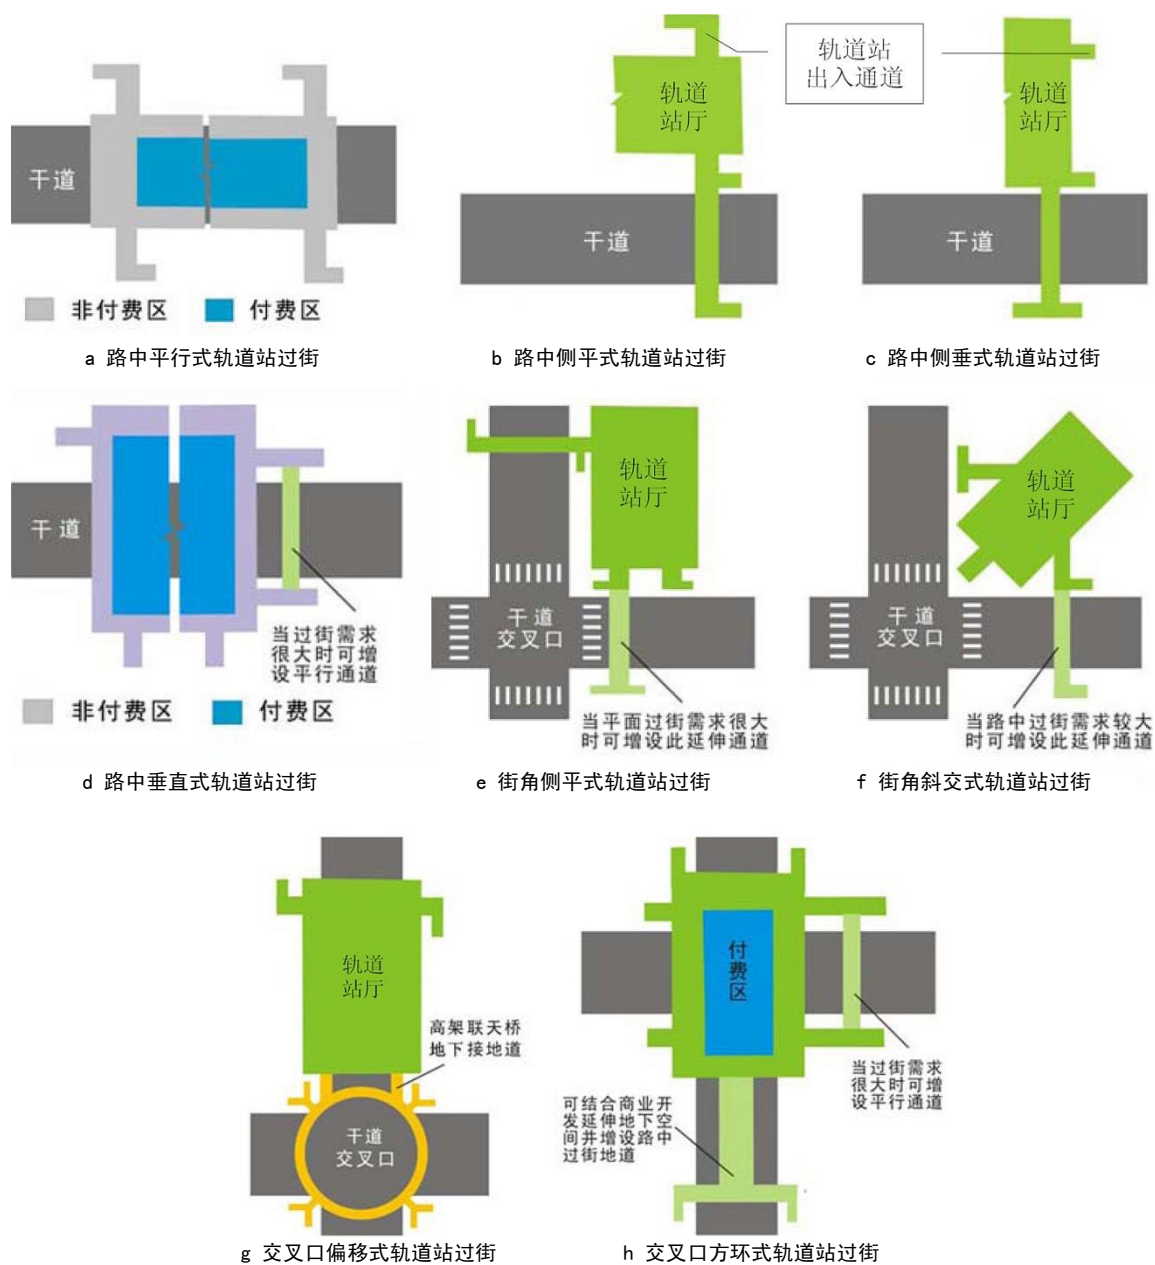 轨道站
出入通道
轨道
站厅
轨道
站厅
干道
干道
干道
非付费区
付费区
a 路中平行式轨道站过街
b 路中侧平式轨道站过街
c 路中侧垂式轨道站过街
干道
当过街需求
很大时可增
设平行通道
非付费区
付费区
轨道
站厅
干道
交叉口
当平面过街需求很大
时可增设此延伸通道
轨道
站厅
干道
交叉口
当路中过街需求较大
时可增设此延伸通道
d 路中垂直式轨道站过街
e 街角侧平式轨道站过街
f 街角斜交式轨道站过街
轨道
站厅
高架联天桥
地下接地道
干道
交叉口
付费区
当过街需求
很大时可增
设平行通道
可结合商业开
发延伸地下空
间并增设路中
过街地道
g 交叉口偏移式轨道站过街
h 交叉口方环式轨道站过街